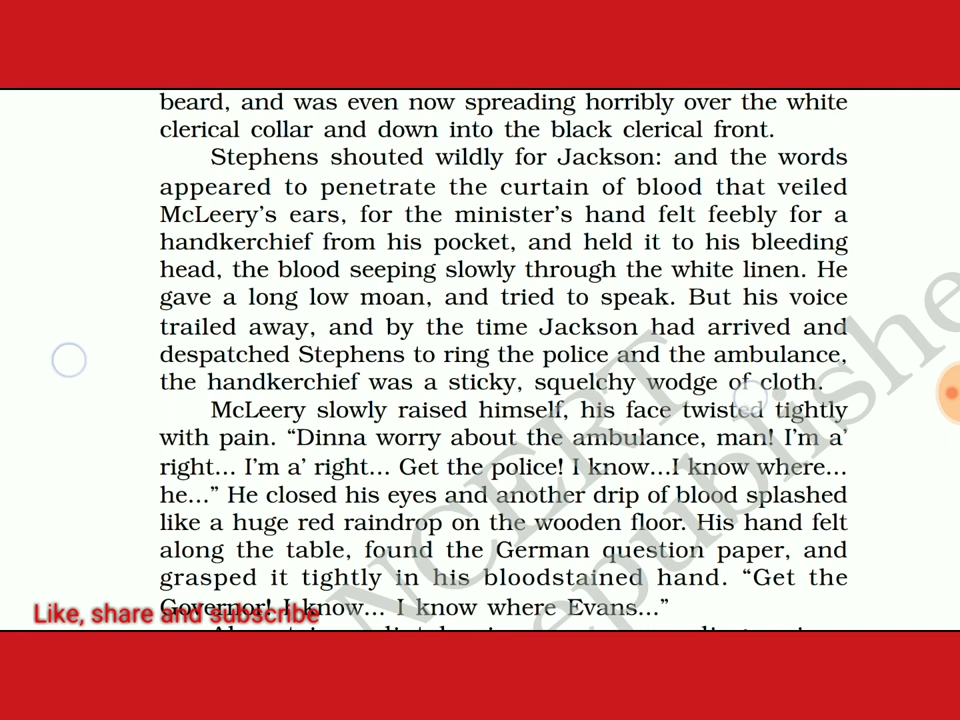 beard, and was even now spreading horribly over the white
clerical collar and down into the black clerical front.
Stephens shouted wildly for Jackson: and the words
appeared to penetrate the curtain of blood that veiled
McLeery's ears, for the minister's hand felt feebly for a
handkerchief from his pocket, and held it to his bleeding
head, the blood seeping slowly through the white linen. He
gave a long low moan, and tried to speak. But his voice
trailed away, and by the time Jackson had arrived and
despatched Stephens to ring the police and the ambulance,
the handkerchief was a sticky, squelchy wodge of cloth.
McLeery slowly raised himself, his face twisted tightly
with pain. “Dinna worry about the ambulance, man! I'm a'
right... I'm a' right... Get the police! I know...I know where...
he...” He closed his eyes and another drip of blood splashed
like a huge red raindrop on the wooden floor. His hand felt
along the table, found the German question paper, and
grasped it tightly in his bloodstained hand. “Get the
Governor! I know... I know where Evans...”
Like, share and subscribe
NCERT
republishe